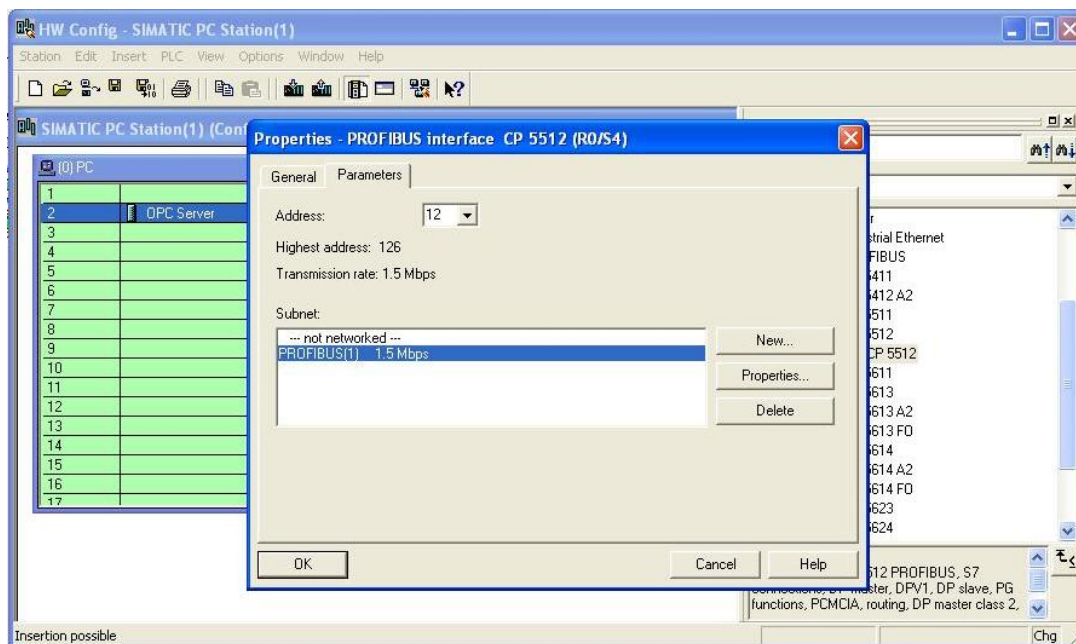 HW Config - SIMATIC PC Station(1)
Station Edit Insert PLC View Options Window Help
SIMATIC PC Station(1)
Properties - PROFIBUS interface CP 5512 (R0/S4)
General Parameters
Address: 12
Highest address: 126
Transmission rate: 1.5 Mbps
Subnet:
--- not networked ---
PROFIBUS(1) 1.5 Mbps
New...
Properties...
Delete
OK Cancel Help
(0) PC
1
2 OPC Server
3
4
5
6
7
8
9
10
11
12
13
14
15
16
17
Ethernet
CP 5512
PROFIBUS, S7
DPV1, DP slave, PG
functions, PCMCIA, routing, DP master class 2,
Insertion possible
Chg